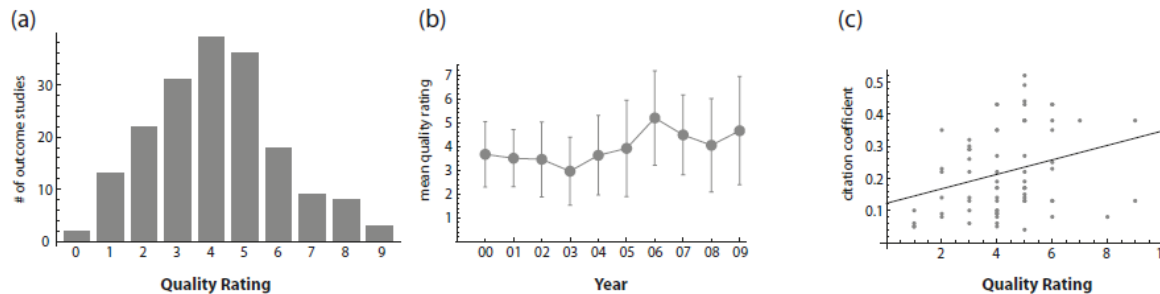 (a)
# of outcome studies
30
20
10
0
0 1 2 3 4 5 6 7 8 9
Quality Rating
(b)
mean quality rating
7
6
5
4
3
2
1
00 01 02 03 04 05 06 07 08 09
Year
(c)
citation coefficient
0.5
0.4
0.3
0.2
0.1
2 4 6 8 1
Quality Rating